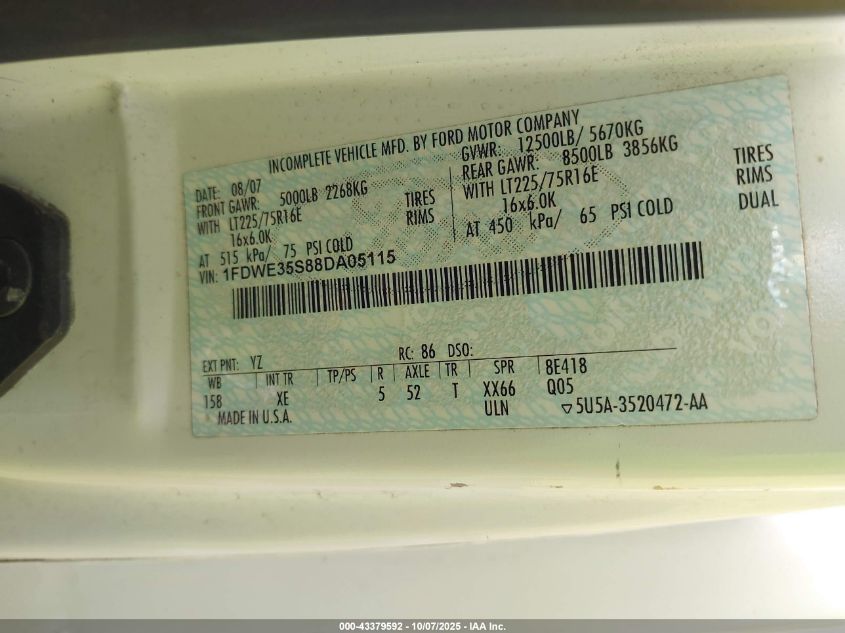 INCOMPLETE VEHICLE MFD. BY FORD MOTOR COMPANY
DATE: 08/07 GVWR: 12500LB/ 5670KG
FRONT GAWR: 5000LB 2268KG REAR GAWR: 8500LB 3856KG
WITH LT225/75R16E TIRES WITH LT225/75R16E TIRES
16x6.0K RIMS 16x6.0K RIMS
AT 515 kPa/ 75 PSI COLD AT 450 kPa/ 65 PSI COLD DUAL
VIN: 1FDWE35S88DA05115
EXT PNT: YZ RC: 86 DSO:
WB INT TR TP/PS R AXLE TR SPR 8E418
158 XE 5 52 T XX66 Q05
MADE IN U.S.A. ULN ▽5U5A-3520472-AA
000-43379592 - 10/07/2025 - IAA Inc.